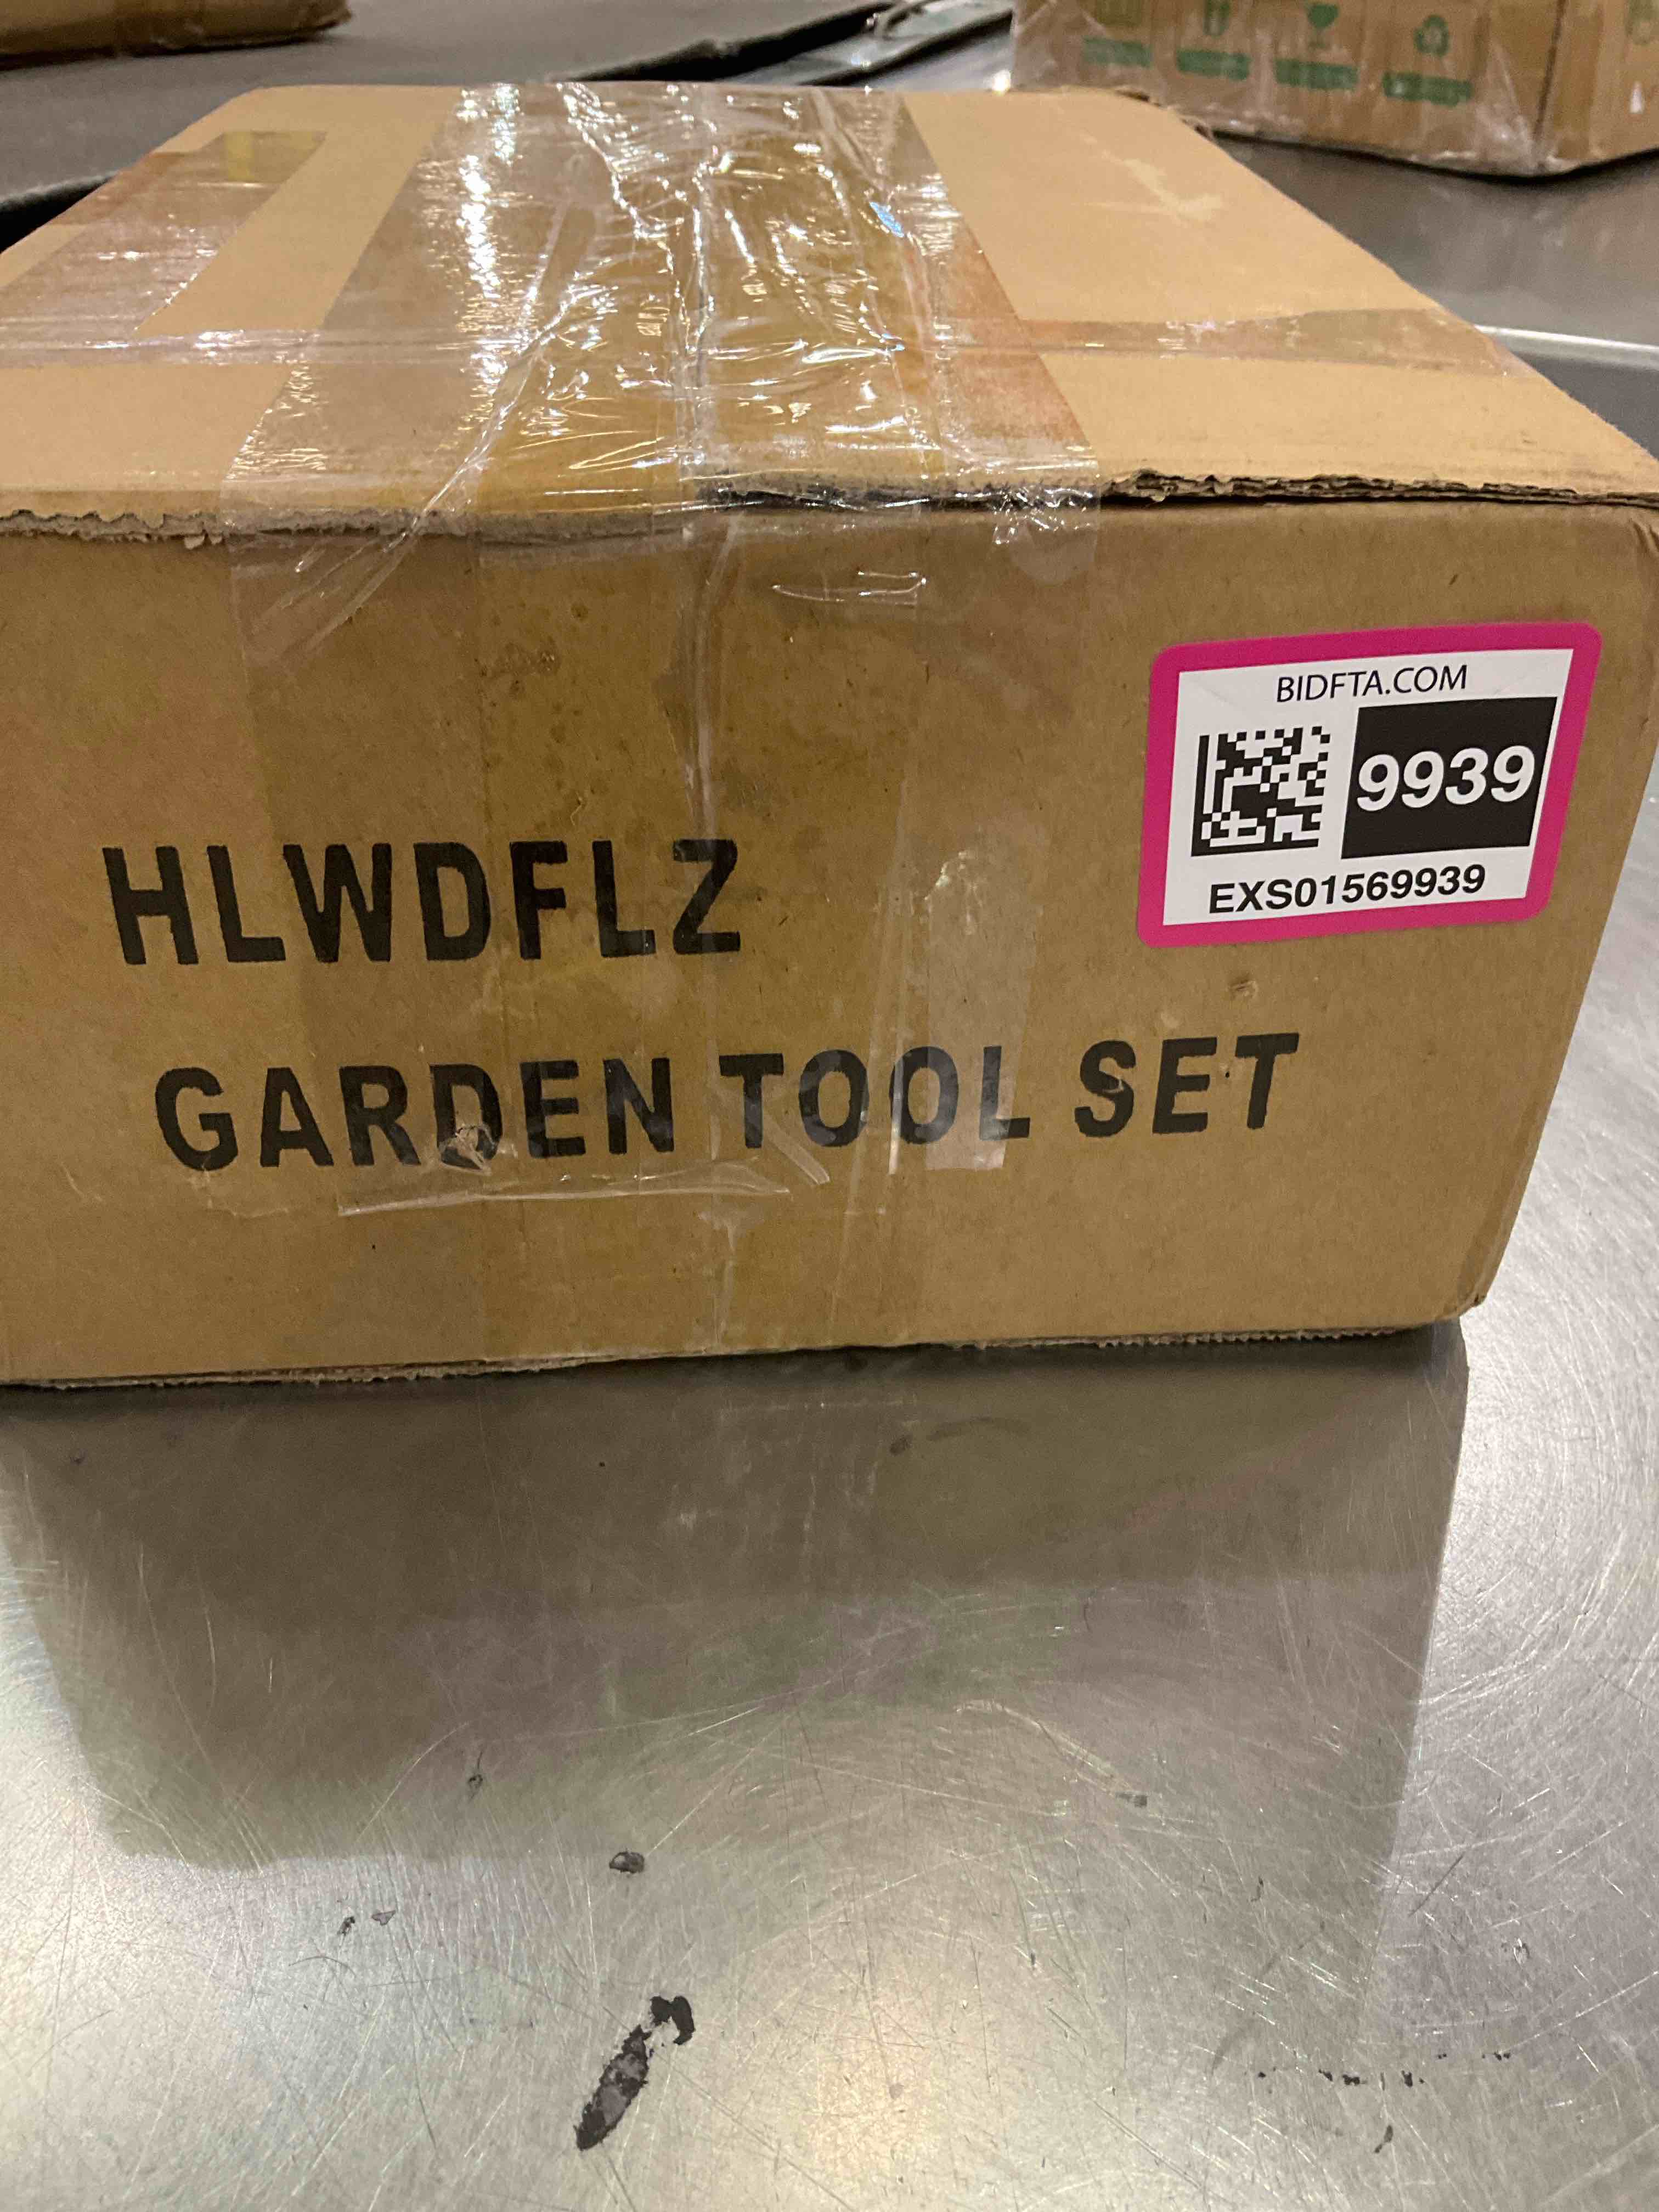 BIDFTA.COM
9939
EXS01569939
HLWDFLZ
GARDEN TOOL SET